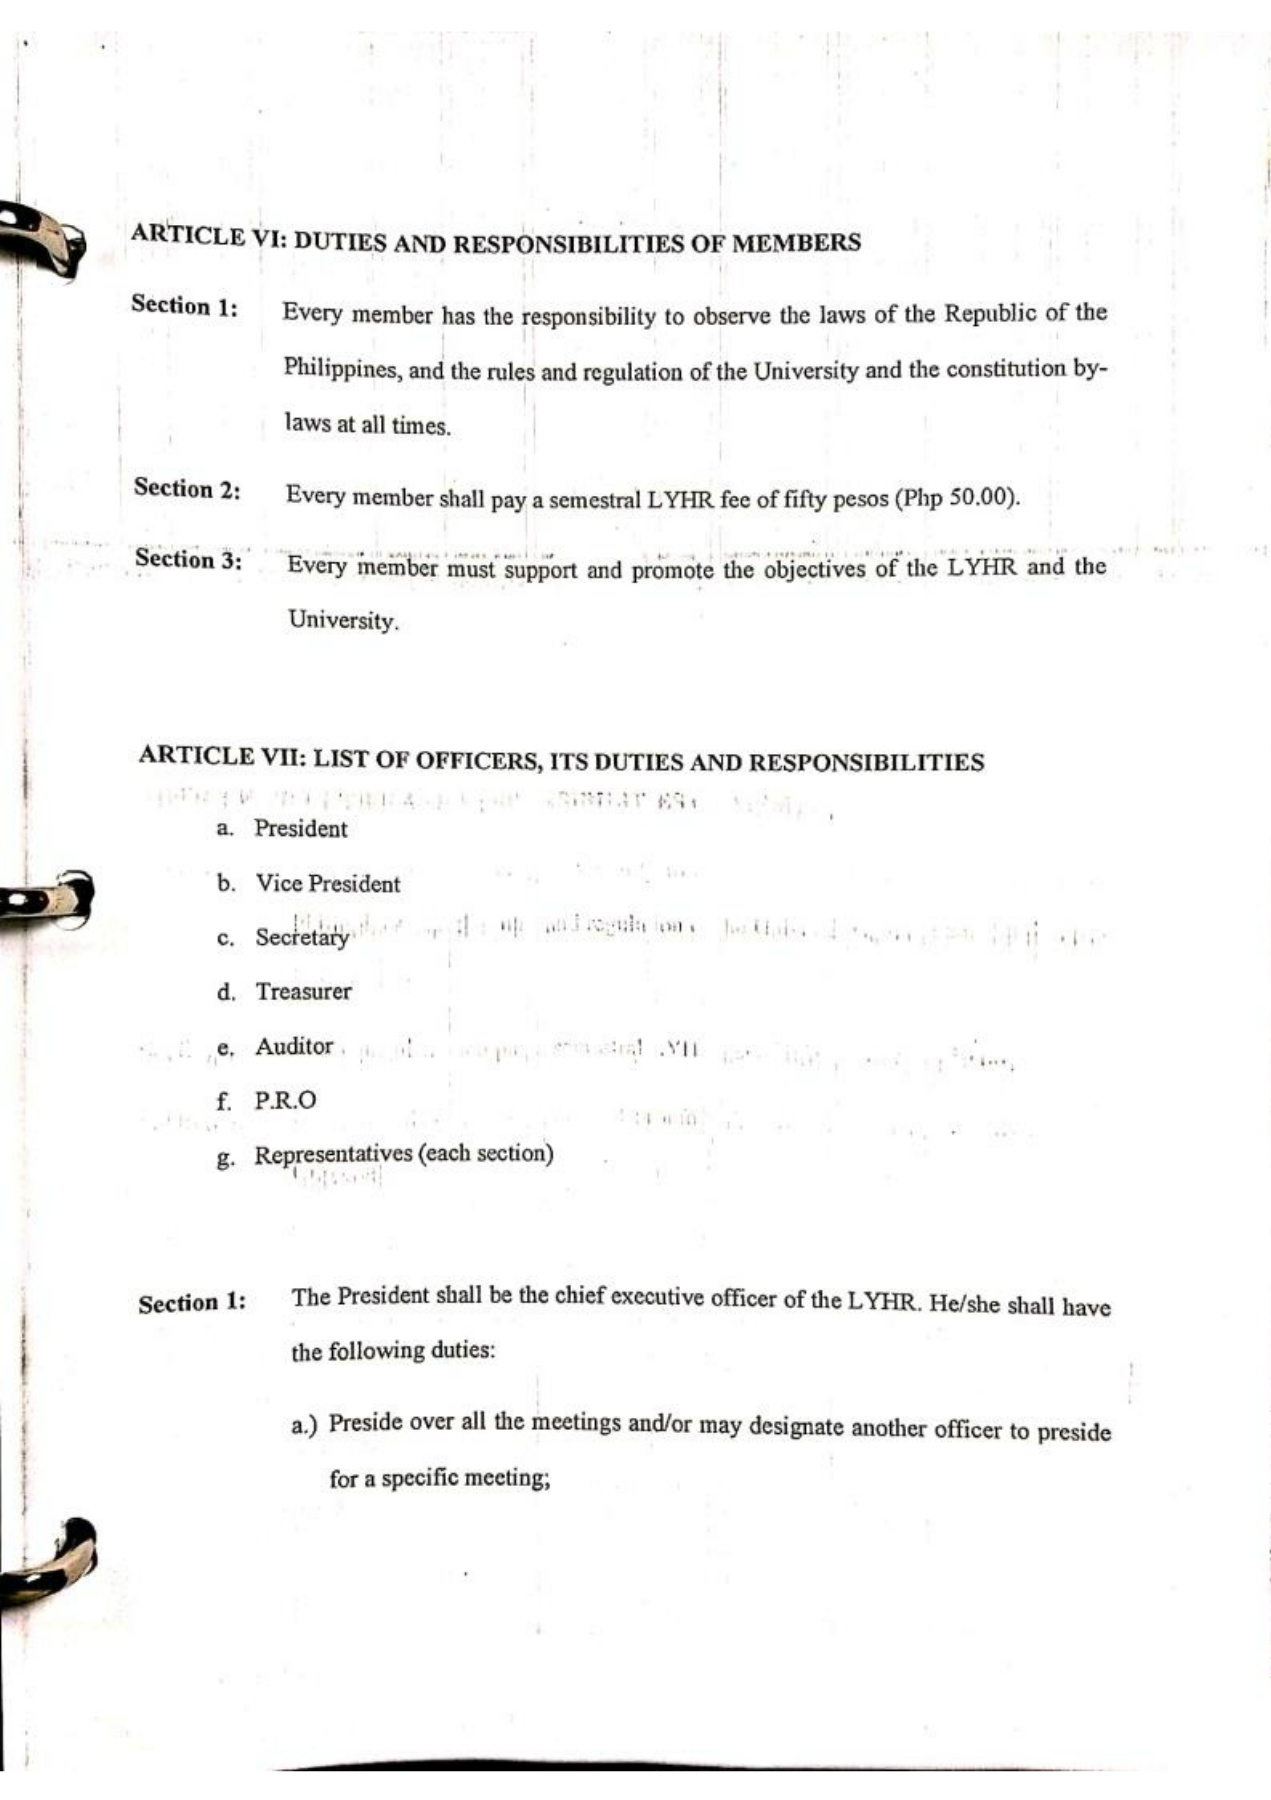 ARTICLE VI: DUTIES AND RESPONSIBILITIES OF MEMBERS
Section 1: Every member has the responsibility to observe the laws of the Republic of the
Philippines, and the rules and regulation of the University and the constitution by-
laws at all times.
Section 2: Every member shall pay a semestral LYHR fee of fifty pesos (Php 50.00).
Section 3: Every member must support and promote the objectives of the LYHR and the
University.
ARTICLE VII: LIST OF OFFICERS, ITS DUTIES AND RESPONSIBILITIES
a. President
b. Vice President
c. Secretary
d. Treasurer
e. Auditor
f. P.R.O
g. Representatives (each section)
Section 1: The President shall be the chief executive officer of the LYHR. He/she shall have
the following duties:
a.) Preside over all the meetings and/or may designate another officer to preside
for a specific meeting;